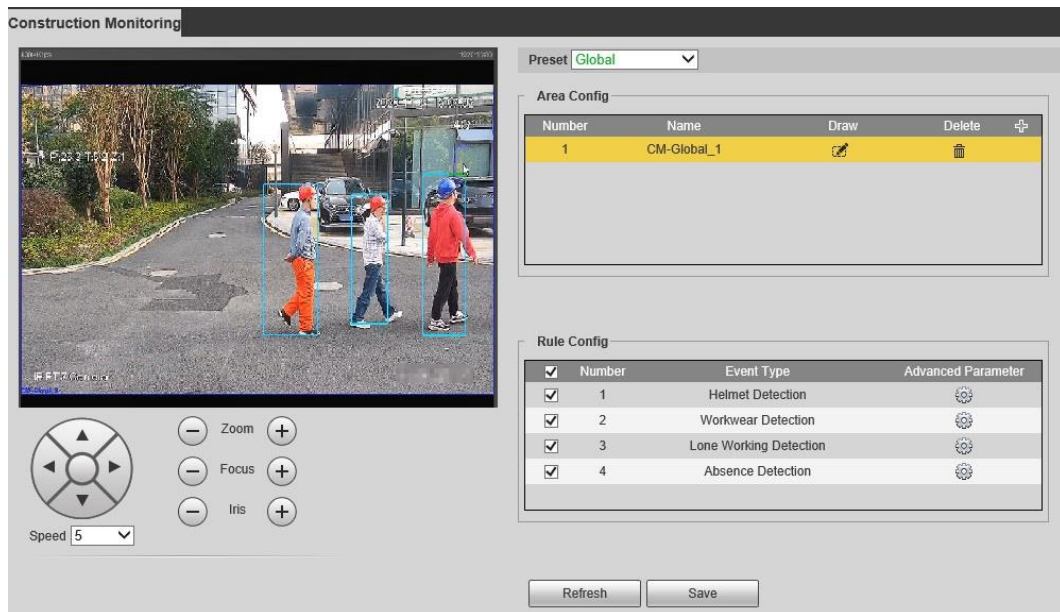 Construction Monitoring
Preset Global
Area Config
Number Name Draw Delete
1 CM-Global_1
Rule Config
Number Event Type Advanced Parameter
1 Helmet Detection
2 Workwear Detection
3 Lone Working Detection
4 Absence Detection
Zoom
Focus
Iris
Speed 5
Refresh Save